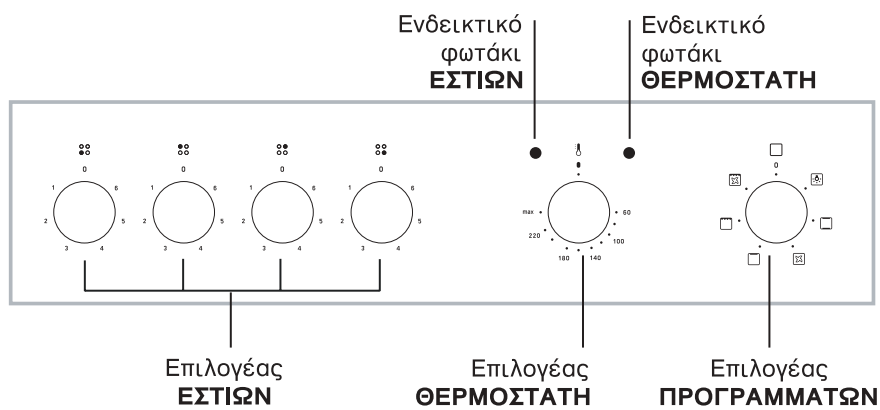 Ενδεικτικό
φωτάκι
ΕΣΤΙΩΝ
Ενδεικτικό
φωτάκι
ΘΕΡΜΟΣΤΑΤΗ
0
1 6
2 5
3 4
0
1 6
2 5
3 4
0
1 6
2 5
3 4
0
1 6
2 5
3 4
max 60
220 100
180 140
0
Επιλογέας
ΕΣΤΙΩΝ
Επιλογέας
ΘΕΡΜΟΣΤΑΤΗ
Επιλογέας
ΠΡΟΓΡΑΜΜΑΤΩΝ